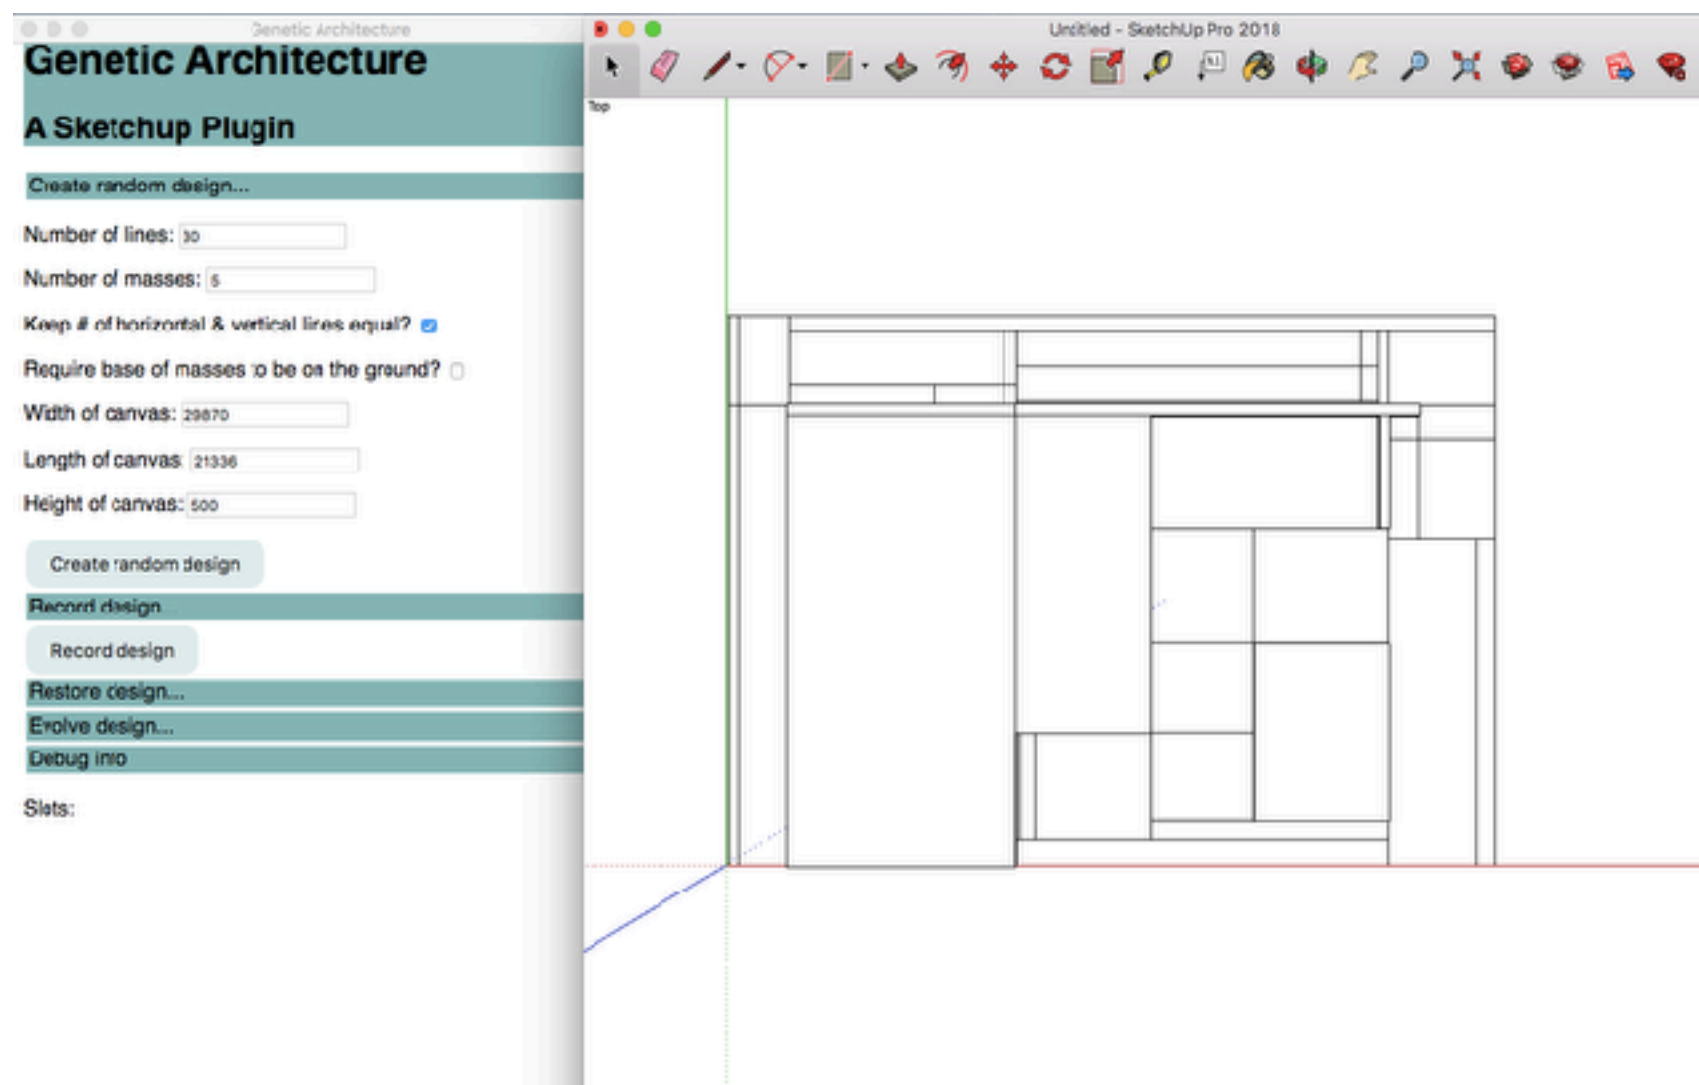 Genetic Architecture
Genetic Architecture
A Sketchup Plugin
Create random design...
Number of lines: 30
Number of masses: 5
Keep # of horizontal & vertical lines equal?
Require base of masses to be on the ground?
Width of canvas: 29870
Length of canvas: 21336
Height of canvas: 500
Create random design
Record design...
Record design
Restore design...
Evolve design...
Debug info
Slots:
Untitled - SketchUp Pro 2018
Top